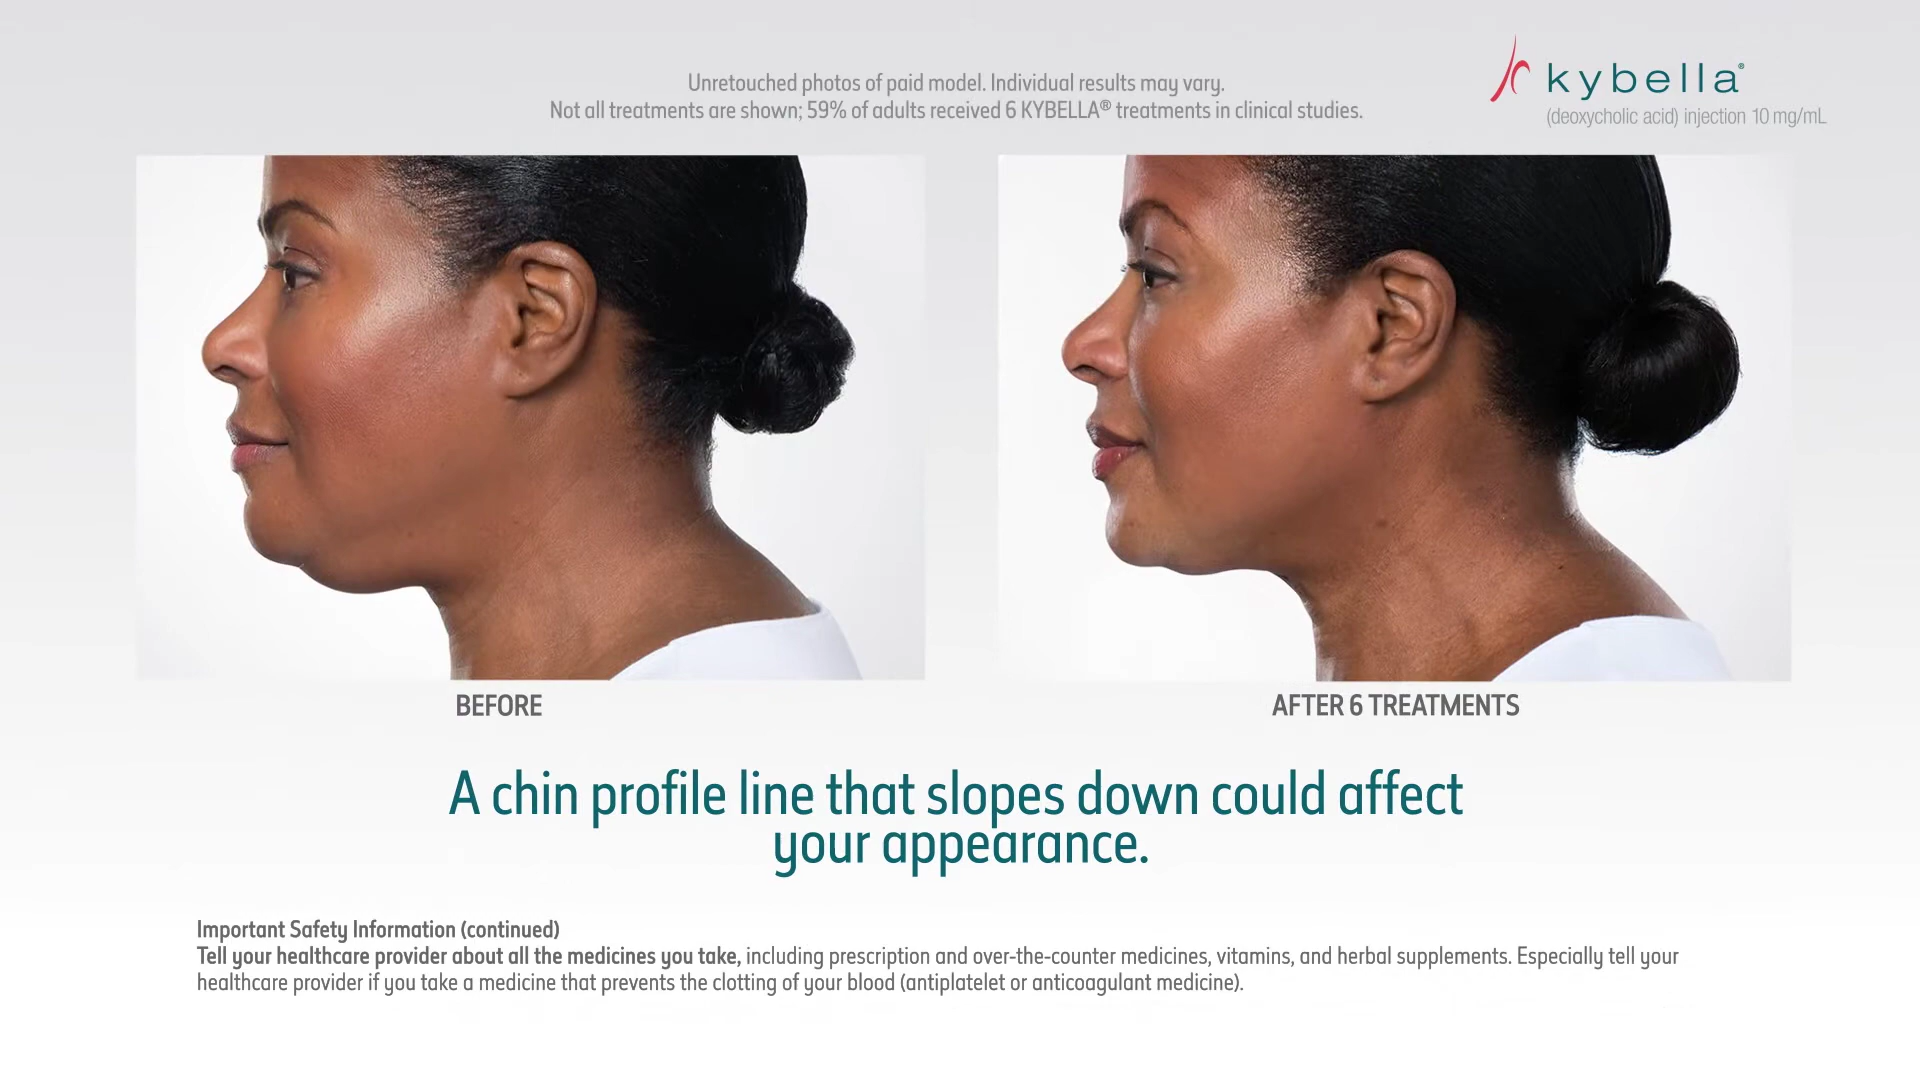 Unretouched photos of paid model. Individual results may vary.
Not all treatments are shown; 59% of adults received 6 KYBELLA® treatments in clinical studies.
kybella®
(deoxycholic acid) injection 10 mg/mL
BEFORE
AFTER 6 TREATMENTS
A chin profile line that slopes down could affect
your appearance.
Important Safety Information (continued)
Tell your healthcare provider about all the medicines you take, including prescription and over-the-counter medicines, vitamins, and herbal supplements. Especially tell your
healthcare provider if you take a medicine that prevents the clotting of your blood (antiplatelet or anticoagulant medicine).